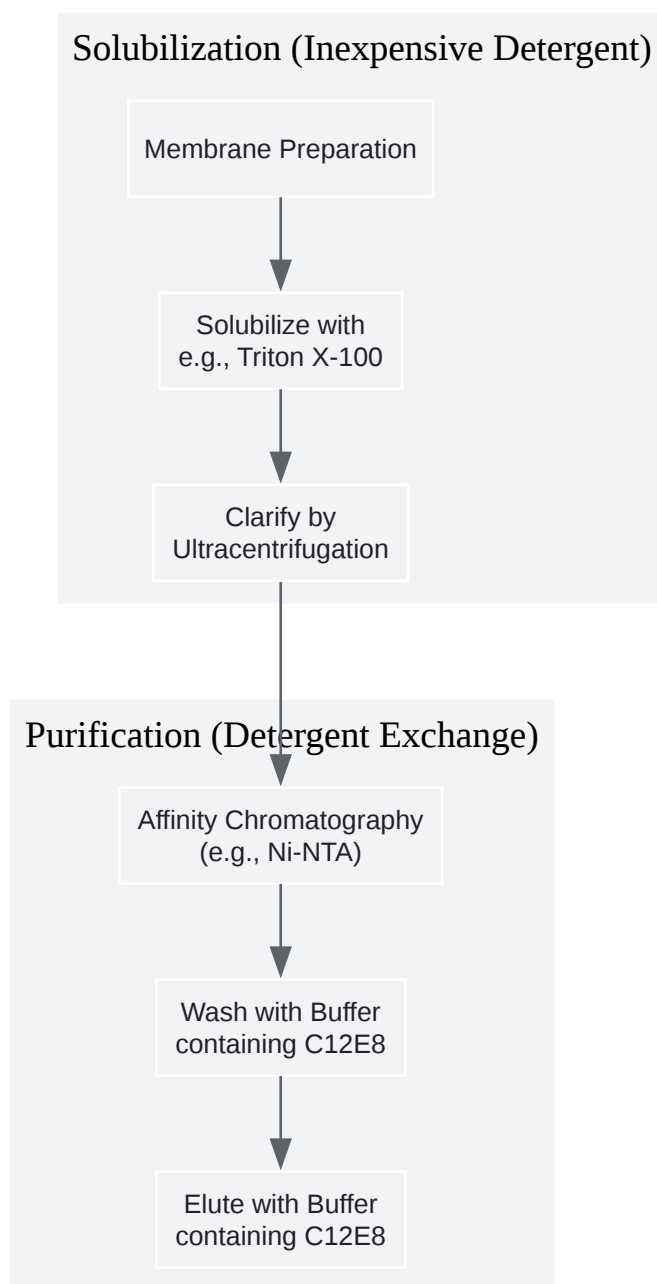 Solubilization (Inexpensive Detergent)
Membrane Preparation
Solubilize with
e.g., Triton X-100
Clarify by
Ultracentrifugation
Purification (Detergent Exchange)
Affinity Chromatography
(e.g., Ni-NTA)
Wash with Buffer
containing C12E8
Elute with Buffer
containing C12E8